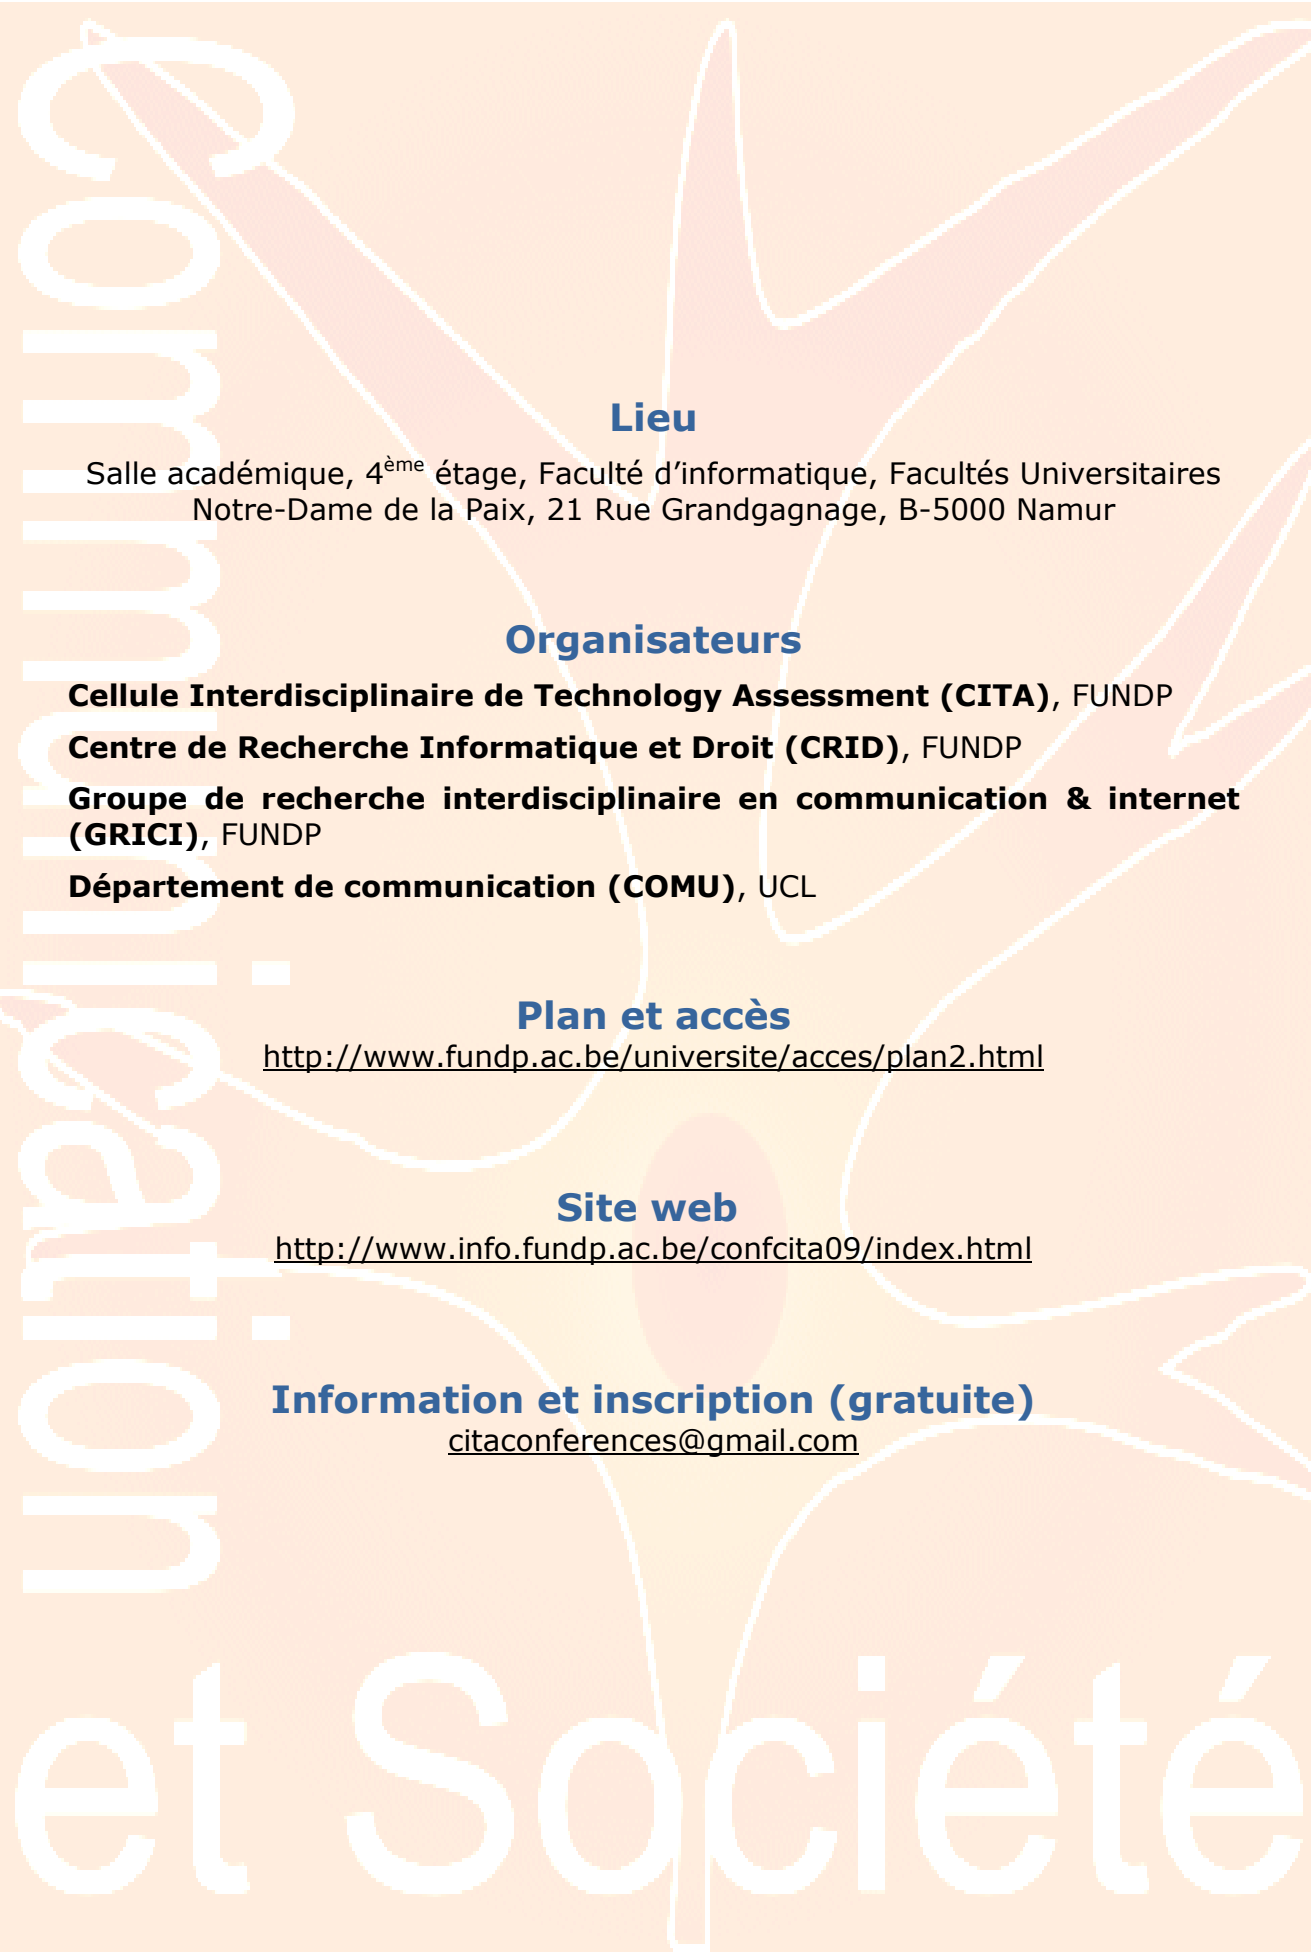 Communication
Lieu
Salle académique, 4ème étage, Faculté d’informatique, Facultés Universitaires
Notre-Dame de la Paix, 21 Rue Grandgagnage, B-5000 Namur
Organisateurs
Cellule Interdisciplinaire de Technology Assessment (CITA), FUNDP
Centre de Recherche Informatique et Droit (CRID), FUNDP
Groupe de recherche interdisciplinaire en communication & internet
(GRICI), FUNDP
Département de communication (COMU), UCL
Plan et accès
http://www.fundp.ac.be/universite/acces/plan2.html
Site web
http://www.info.fundp.ac.be/confcita09/index.html
Information et inscription (gratuite)
citaconferences@gmail.com
et Société